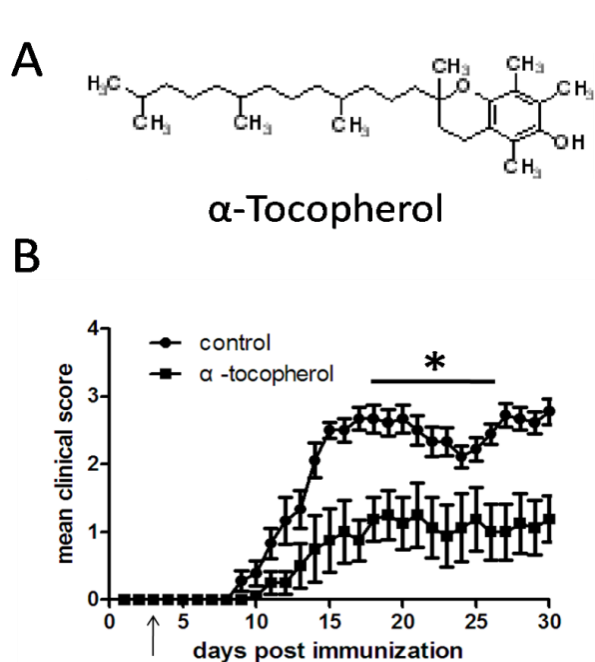 A
H₃C
CH₃
CH₃
CH₃
CH₃
O
CH₃
CH₃
OH
CH₃
α-Tocopherol
B
mean clinical score
4
3
2
1
0
control
α -tocopherol
*
0 5 10 15 20 25 30
days post immunization